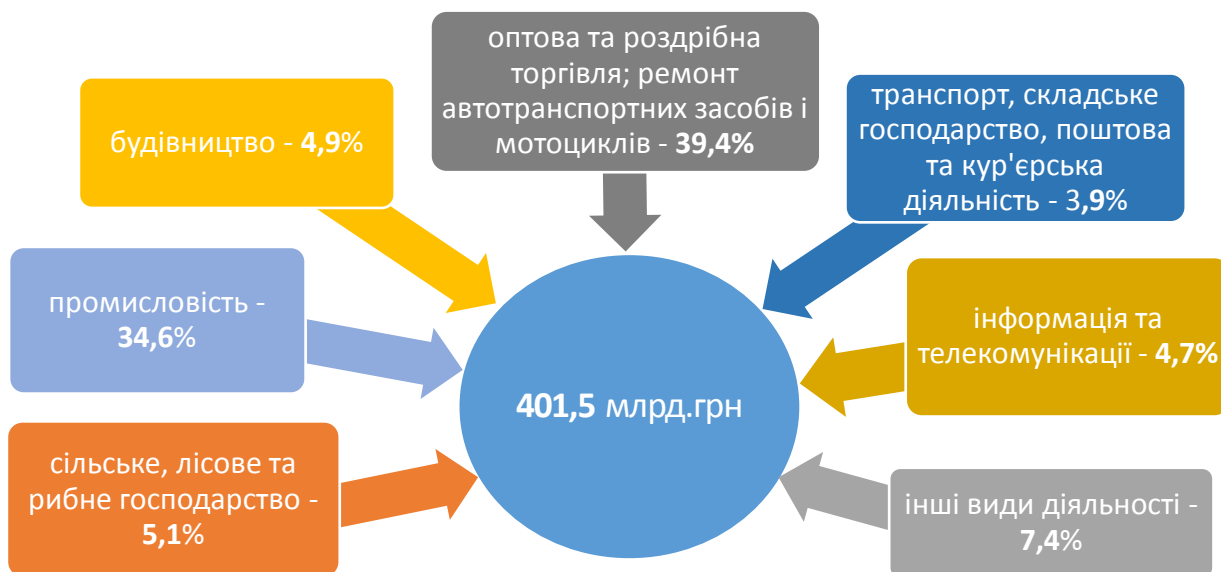 оптова та роздрібна
торгівля; ремонт
автотранспортних засобів і
мотоциклів - 39,4%
будівництво - 4,9%
транспорт, складське
господарство, поштова
та кур'єрська
діяльність - 3,9%
промисловість -
34,6%
інформація та
телекомунікації - 4,7%
401,5 млрд.грн
сільське, лісове та
рибне господарство -
5,1%
інші види діяльності -
7,4%